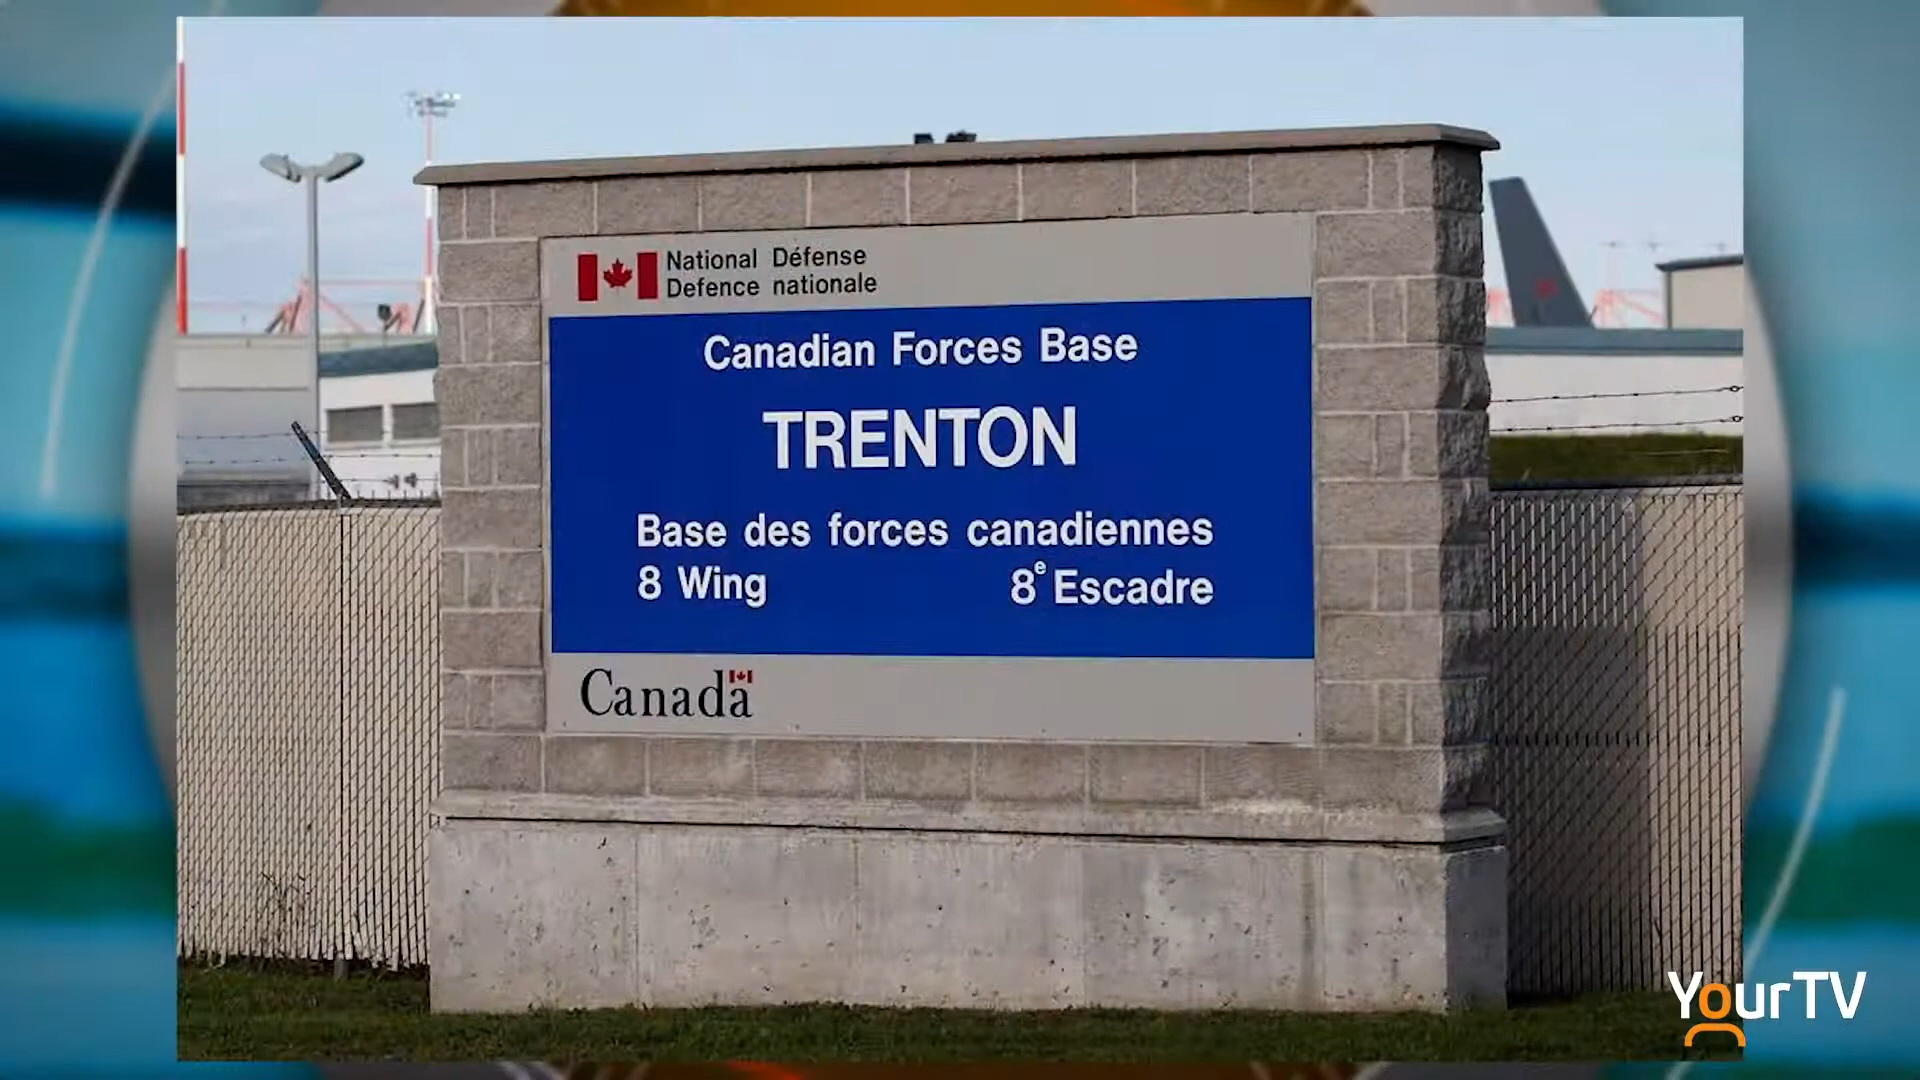 National Défense
Defence nationale
Canadian Forces Base
TRENTON
Base des forces canadiennes
8 Wing 8e Escadre
Canada
YourTV